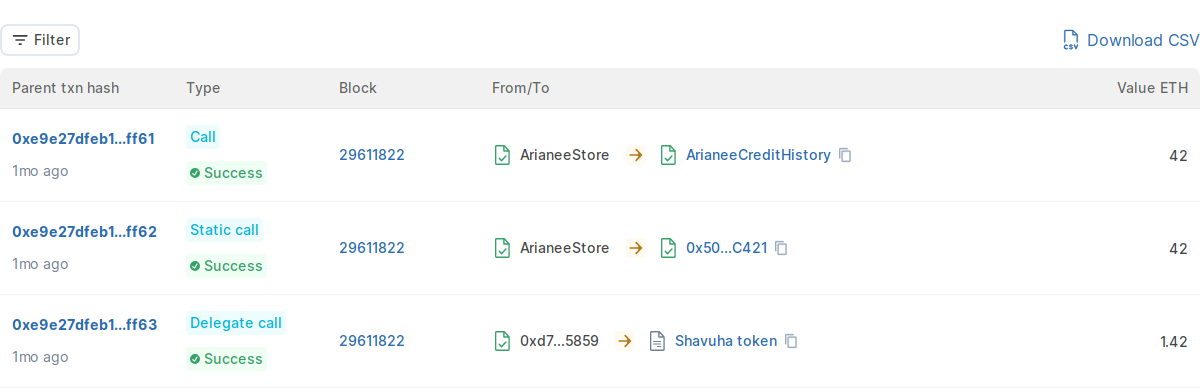 Filter
Download CSV
Parent txn hash Type Block From/To Value ETH
0xe9e27dfeb1...ff61 Call 29611822 ArianeeStore ArianeeCreditHistory 42
1mo ago Success
0xe9e27dfeb1...ff62 Static call 29611822 ArianeeStore 0x50...C421 42
1mo ago Success
0xe9e27dfeb1...ff63 Delegate call 29611822 0xd7...5859 Shavuha token 1.42
1mo ago Success